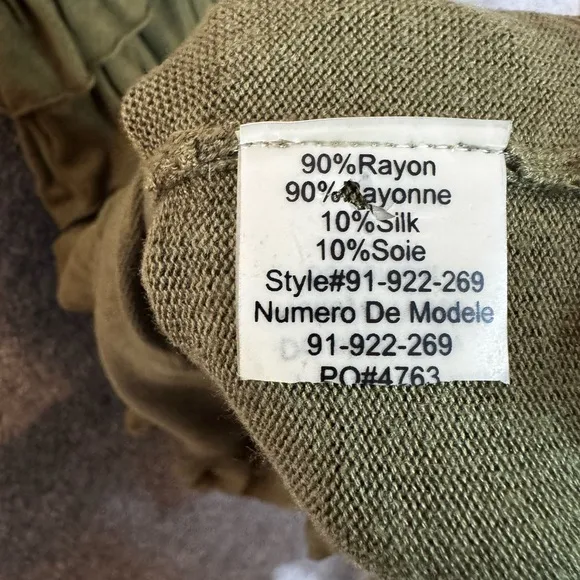 90%Rayon
90%Rayonne
10%Silk
10%Soie
Style#91-922-269
Numero De Modele
91-922-269
PO#4763